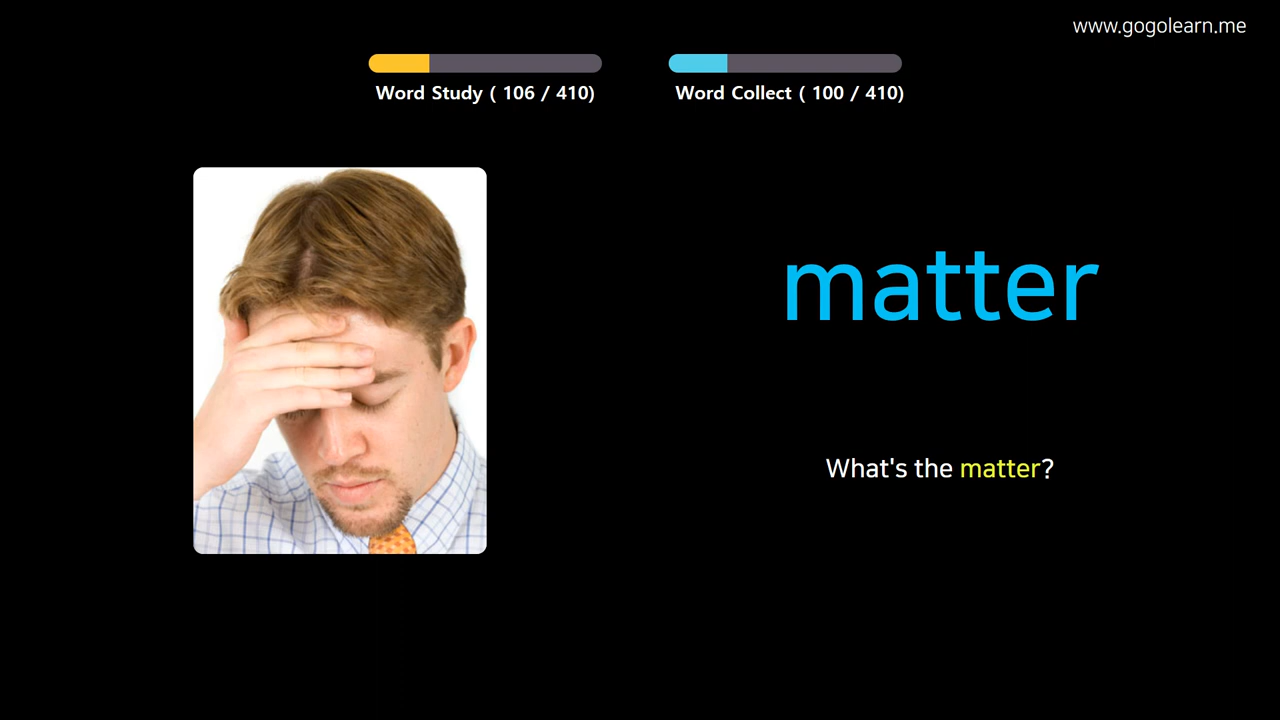 www.gogolearn.me
Word Study ( 106 / 410)
Word Collect ( 100 / 410)
matter
What's the matter?